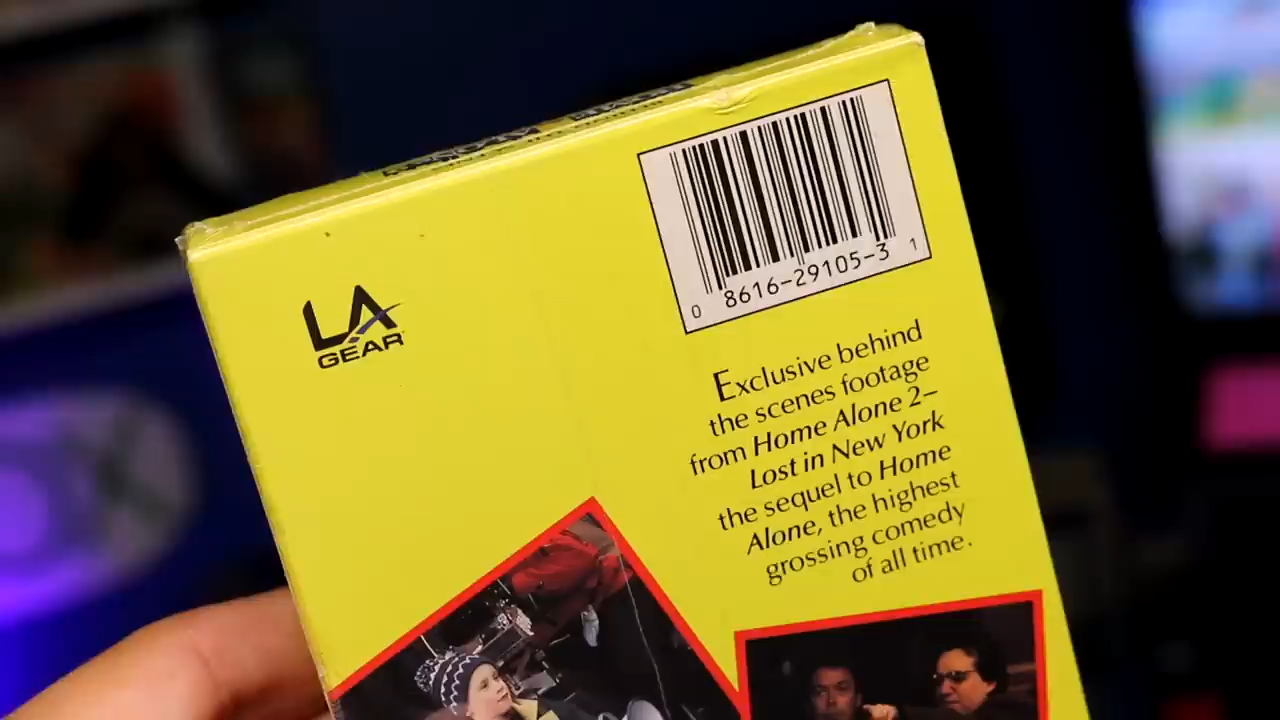 LA
GEAR
0 8616-29105-3 1
Exclusive behind
the scenes footage
from Home Alone 2–
Lost in New York
the sequel to Home
Alone, the highest
grossing comedy
of all time.